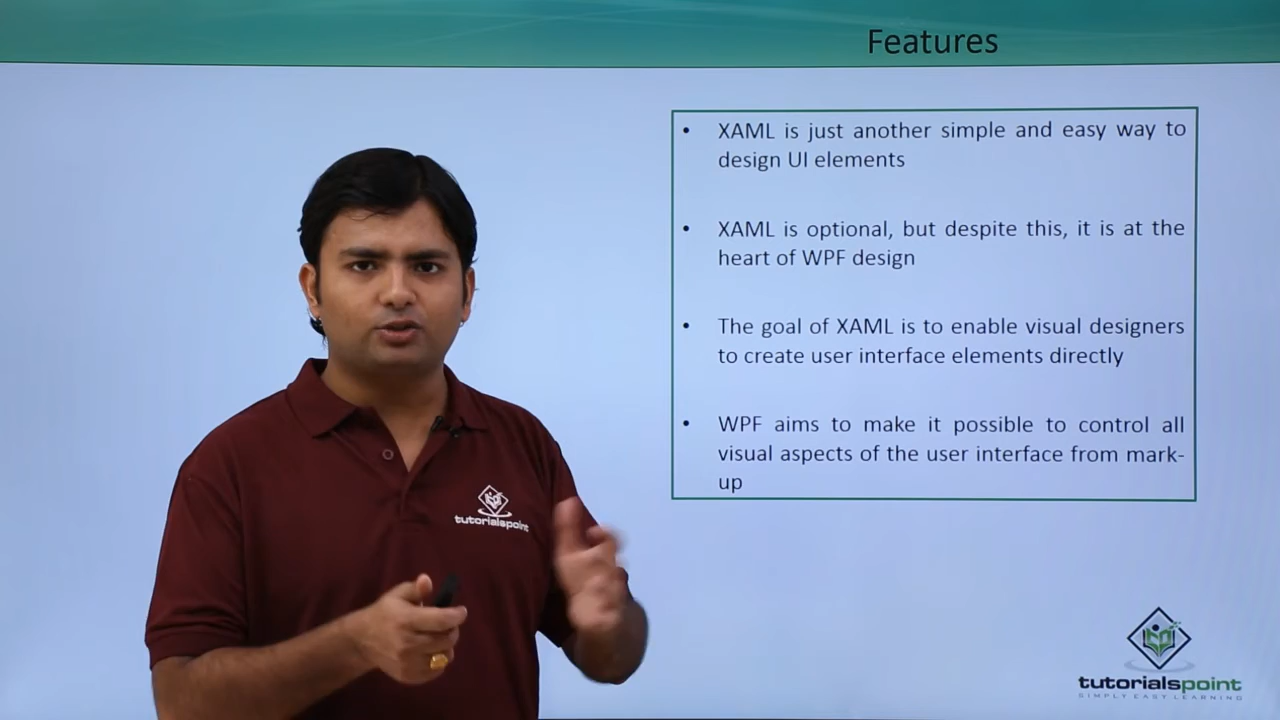 Features
• XAML is just another simple and easy way to
design UI elements
• XAML is optional, but despite this, it is at the
heart of WPF design
• The goal of XAML is to enable visual designers
to create user interface elements directly
• WPF aims to make it possible to control all
visual aspects of the user interface from mark-
up
tutorialspoint
tutorialspoint
SIMPLY EASY LEARNING